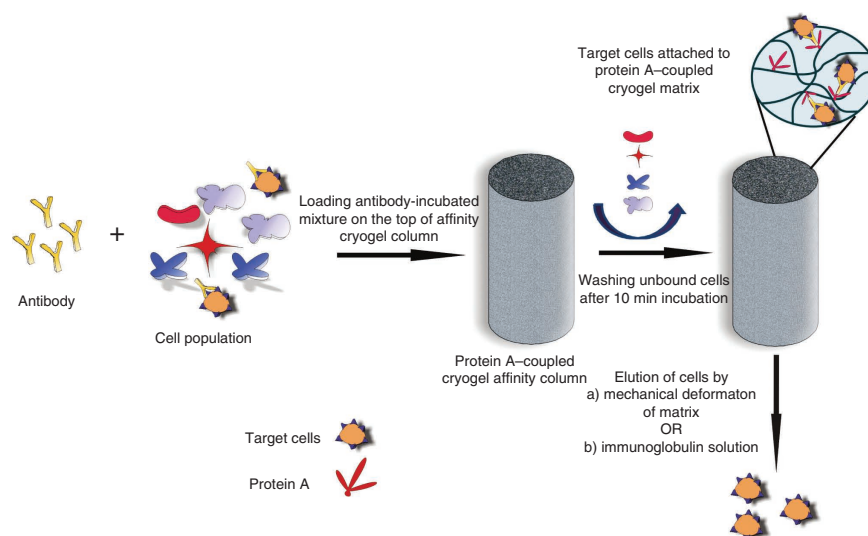 Antibody
+
Cell population
Loading antibody-incubated
mixture on the top of affinity
cryogel column
Protein A–coupled
cryogel affinity column
Target cells attached to
protein A–coupled
cryogel matrix
Washing unbound cells
after 10 min incubation
Elution of cells by
a) mechanical deformaton
of matrix
OR
b) immunoglobulin solution
Target cells
Protein A